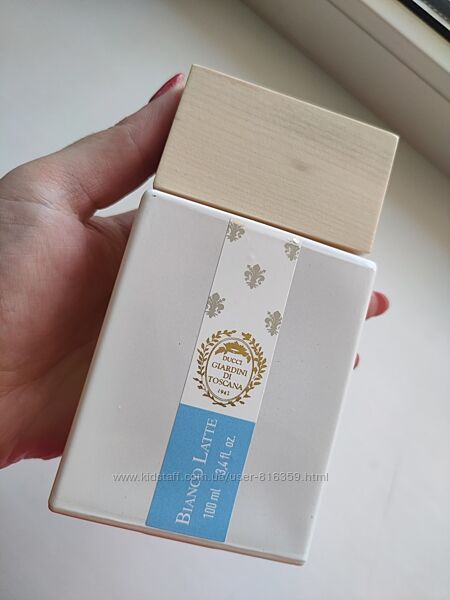 DUCCI
GIARDINI
DI
TOSCANA
1942
BIANCO LATTE
100 ml 3.4 fl. oz.
www.kidstaff.com.ua/user-816359.html